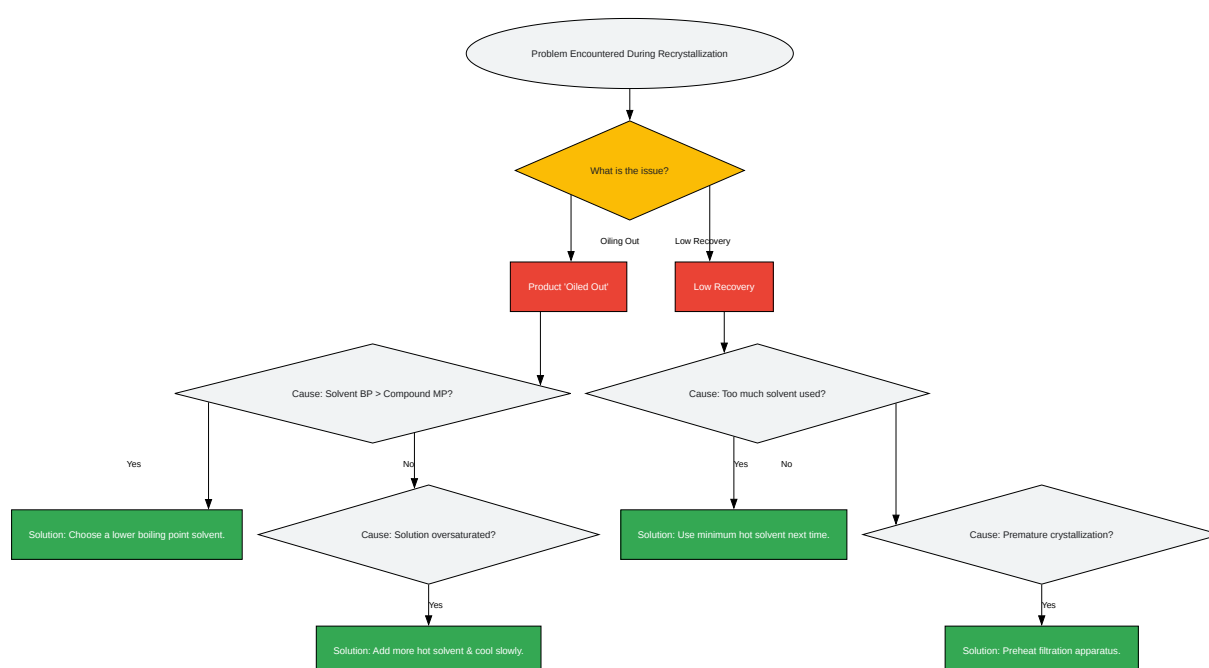 Problem Encountered During Recrystallization
What is the issue?
Oiling Out
Low Recovery
Product 'Oiled Out'
Low Recovery
Cause: Solvent BP > Compound MP?
Cause: Too much solvent used?
Yes
No
Yes
No
Solution: Choose a lower boiling point solvent.
Cause: Solution oversaturated?
Solution: Use minimum hot solvent next time.
Cause: Premature crystallization?
Yes
Yes
Solution: Add more hot solvent & cool slowly.
Solution: Preheat filtration apparatus.